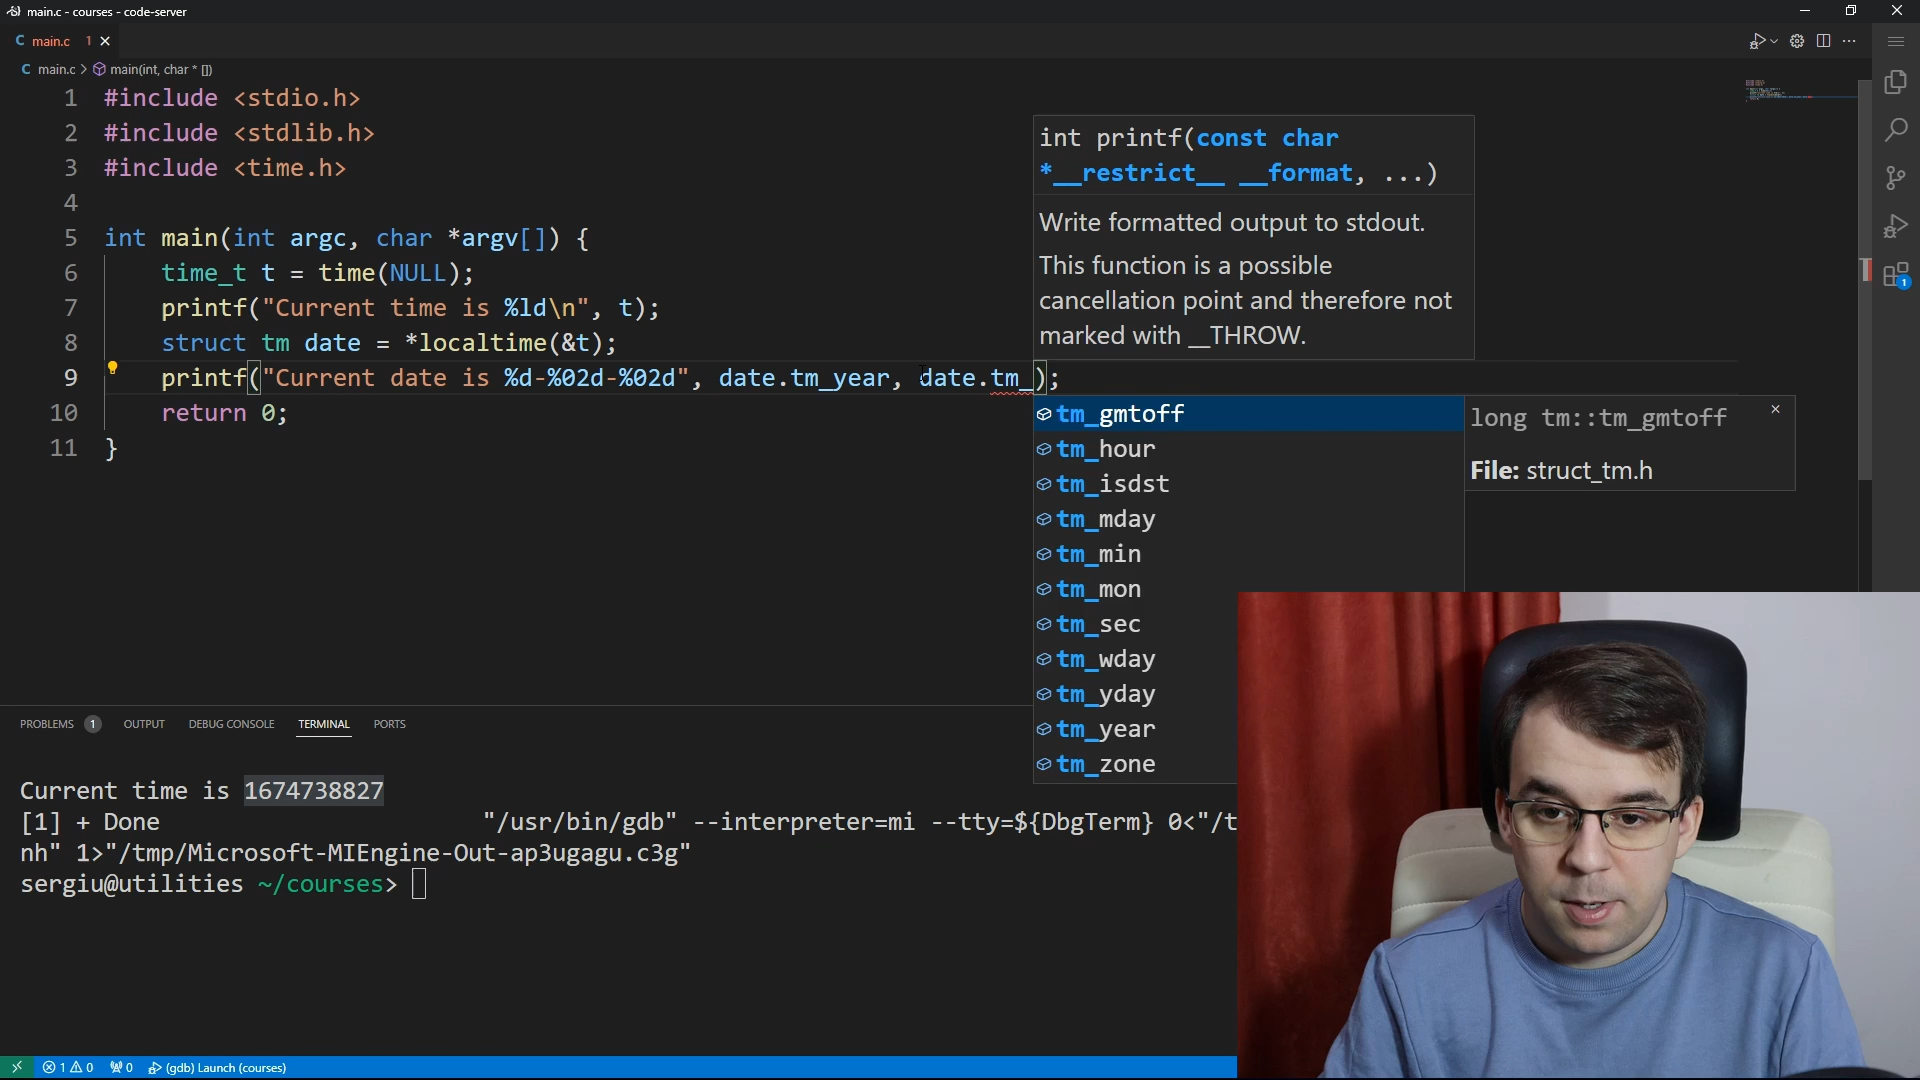 main.c - courses - code-server
C main.c 1
C main.c > main(int, char * [])
1 #include <stdio.h>
2 #include <stdlib.h>
3 #include <time.h>
4
5 int main(int argc, char *argv[]) {
6 time_t t = time(NULL);
7 printf("Current time is %ld\n", t);
8 struct tm date = *localtime(&t);
9 printf("Current date is %d-%02d-%02d", date.tm_year, date.tm_);
10 return 0;
11 }
int printf(const char
*__restrict__ __format, ...)
Write formatted output to stdout.
This function is a possible
cancellation point and therefore not
marked with __THROW.
tm_gmtoff
tm_hour
tm_isdst
tm_mday
tm_min
tm_mon
tm_sec
tm_wday
tm_yday
tm_year
tm_zone
long tm::tm_gmtoff
File: struct_tm.h
1
PROBLEMS 1 OUTPUT DEBUG CONSOLE TERMINAL PORTS
Current time is 1674738827
[1] + Done "/usr/bin/gdb" --interpreter=mi --tty=${DbgTerm} 0<"/t
nh" 1>"/tmp/Microsoft-MIEngine-Out-ap3ugagu.c3g"
sergiu@utilities ~/courses>
1 0 0 (gdb) Launch (courses)